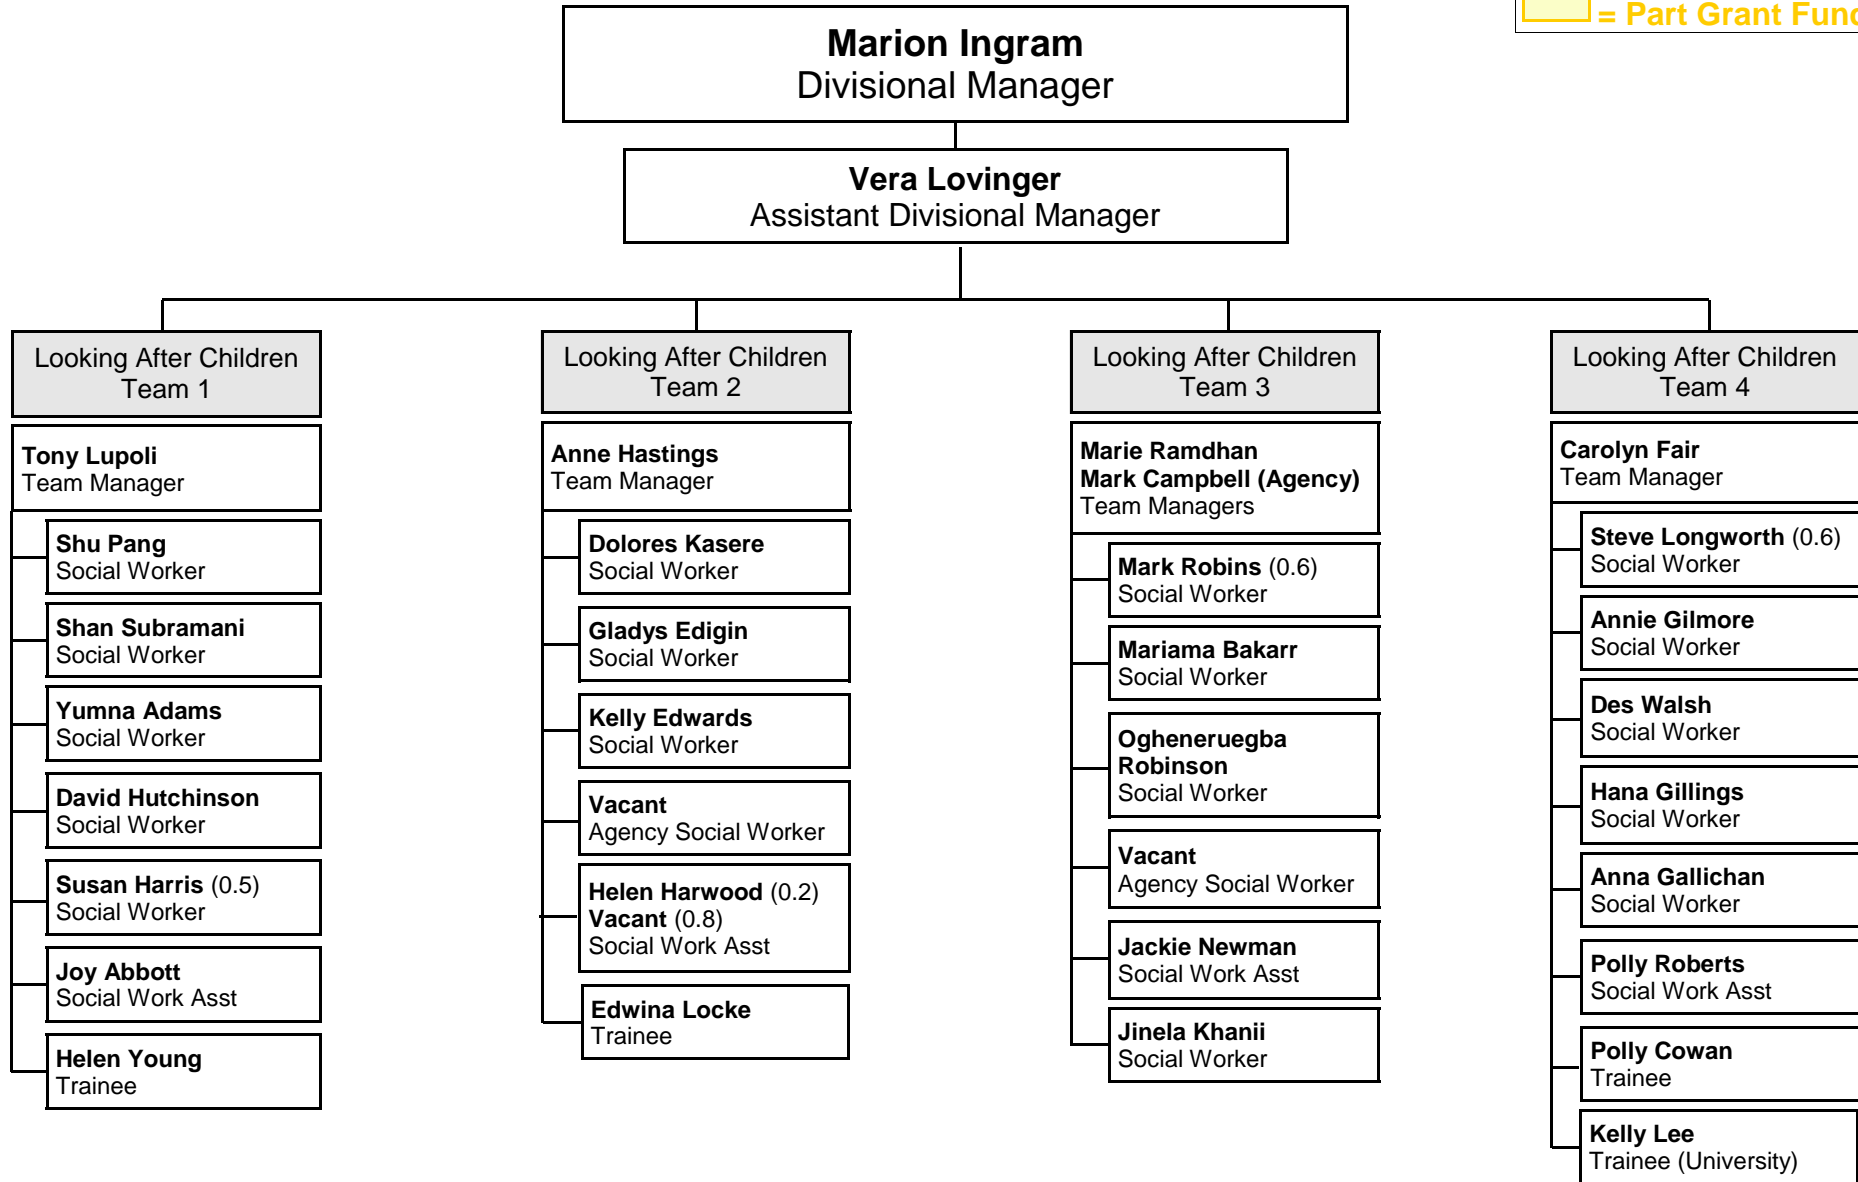 = Part Grant
Marion Ingram
Divisional Manager
Vera Lovinger
Assistant Divisional Manager
Looking After Children
Team 1
Tony Lupoli
Team Manager
Shu Pang
Social Worker
Shan Subramani
Social Worker
Yumna Adams
Social Worker
David Hutchinson
Social Worker
Susan Harris (0.5)
Social Worker
Joy Abbott
Social Work Asst
Helen Young
Trainee
Looking After Children
Team 2
Anne Hastings
Team Manager
Dolores Kasere
Social Worker
Gladys Edigin
Social Worker
Kelly Edwards
Social Worker
Vacant
Agency Social Worker
Helen Harwood (0.2)
Vacant (0.8)
Social Work Asst
Edwina Locke
Trainee
Looking After Children
Team 3
Marie Ramdhan
Mark Campbell (Agency)
Team Managers
Mark Robins (0.6)
Social Worker
Mariama Bakarr
Social Worker
Ogheneruegba
Robinson
Social Worker
Vacant
Agency Social Worker
Jackie Newman
Social Work Asst
Jinela Khanii
Social Worker
Looking After Children
Team 4
Carolyn Fair
Team Manager
Steve Longworth (0.6)
Social Worker
Annie Gilmore
Social Worker
Des Walsh
Social Worker
Hana Gillings
Social Worker
Anna Gallichan
Social Worker
Polly Roberts
Social Work Asst
Polly Cowan
Trainee
Kelly Lee
Trainee (University)